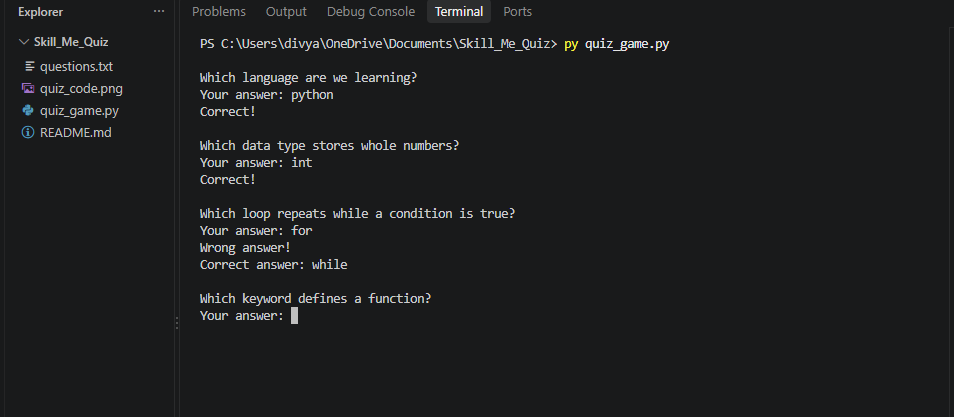 Explorer ···
Problems Output Debug Console Terminal Ports
Skill_Me_Quiz
questions.txt
quiz_code.png
quiz_game.py
README.md
PS C:\Users\divya\OneDrive\Documents\Skill_Me_Quiz> py quiz_game.py
Which language are we learning?
Your answer: python
Correct!
Which data type stores whole numbers?
Your answer: int
Correct!
Which loop repeats while a condition is true?
Your answer: for
Wrong answer!
Correct answer: while
Which keyword defines a function?
Your answer: